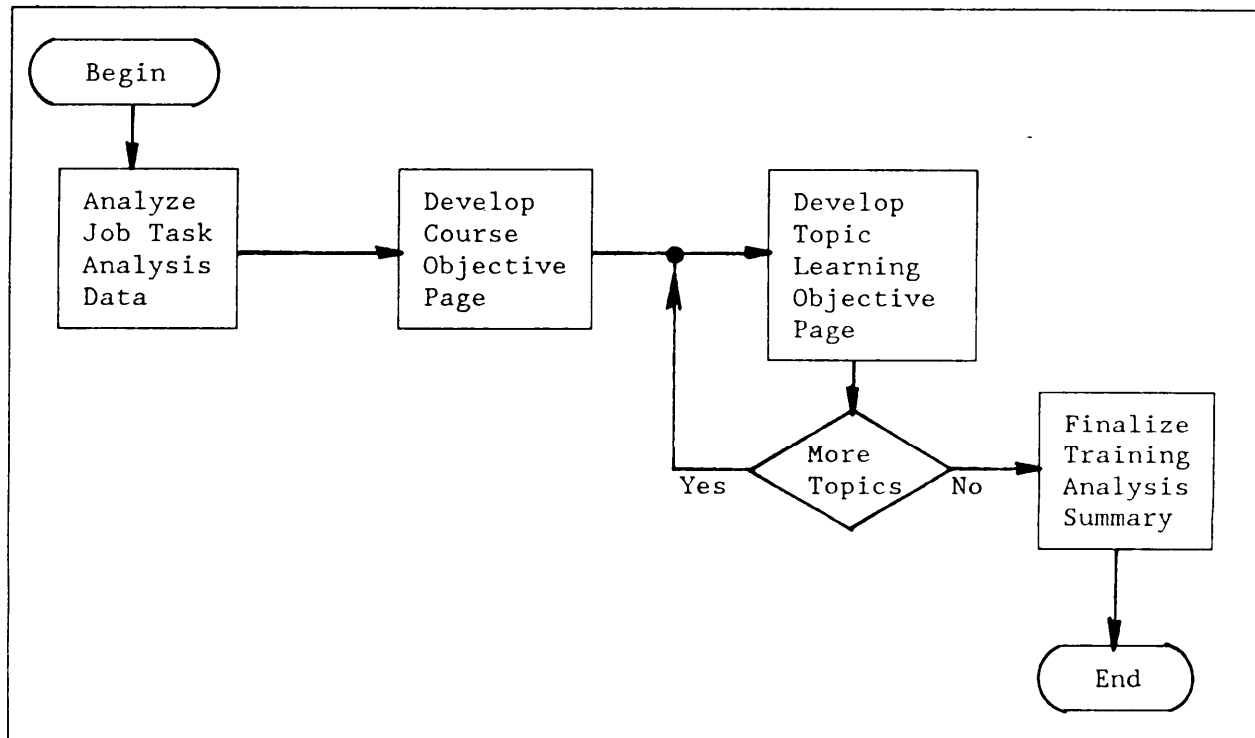 Begin
Analyze
Job Task
Analysis
Data
Develop
Course
Objective
Page
Develop
Topic
Learning
Objective
Page
More
Topics
Yes
No
Finalize
Training
Analysis
Summary
End